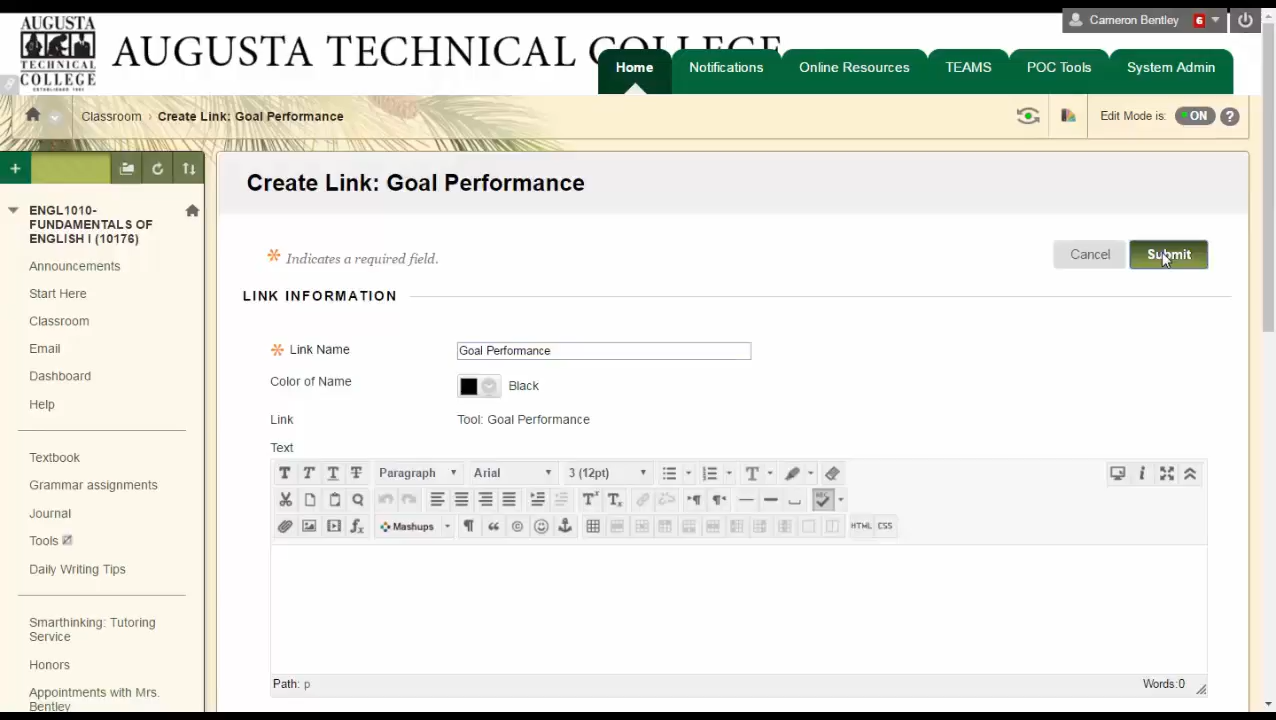 AUGUSTA
TECHNICAL
COLLEGE
AUGUSTA TECHNICAL COLLEGE
Cameron Bentley 6
Home Notifications Online Resources TEAMS POC Tools System Admin
Classroom Create Link: Goal Performance
Edit Mode is: ON ?
ENGL1010-
FUNDAMENTALS OF
ENGLISH I (10176)
Announcements
Start Here
Classroom
Email
Dashboard
Help
Textbook
Grammar assignments
Journal
Tools
Daily Writing Tips
Smarthinking: Tutoring
Service
Honors
Appointments with Mrs.
Bentley
Create Link: Goal Performance
* Indicates a required field.
Cancel Submit
LINK INFORMATION
* Link Name Goal Performance
Color of Name Black
Link Tool: Goal Performance
Text
T T T T Paragraph Arial 3 (12pt) T
Mashups HTML CSS
Path: p Words:0